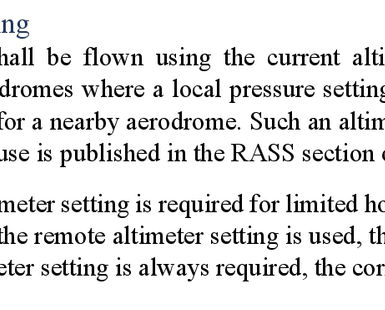 ing
hall be flown using the current alti
dromes where a local pressure setting
for a nearby aerodrome. Such an altim
use is published in the RASS section
meter setting is required for limited ho
the remote altimeter setting is used, th
eter setting is always required, the cor